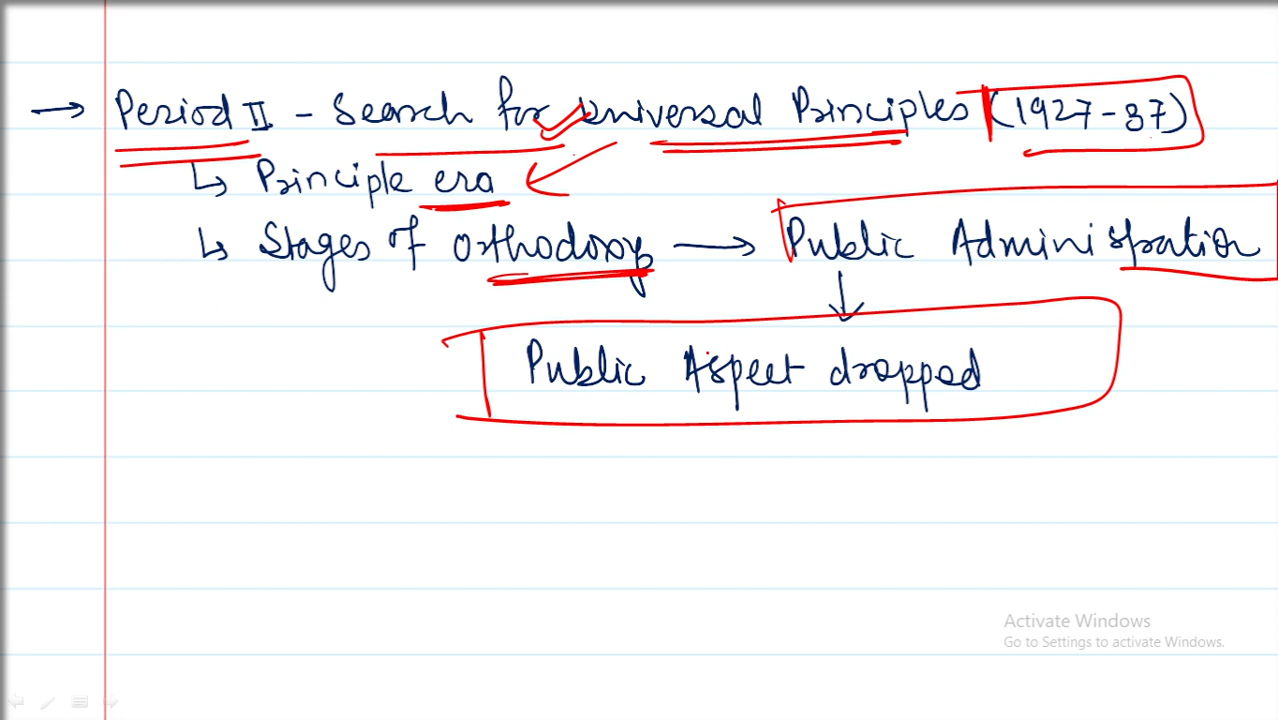 → Period II - Search for Universal Principles (1927-37)
↳ Principle era
↳ Stages of Orthodoxy → Public Administration
↓
Public Aspect dropped
Activate Windows
Go to Settings to activate Windows.